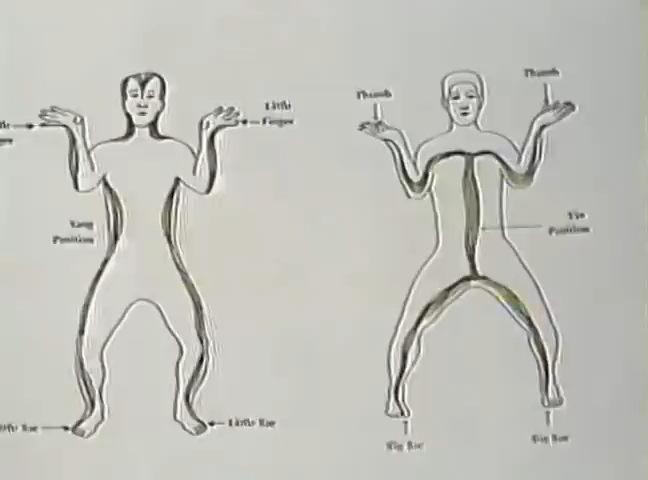 Thumb
Thumb
Little
Finger
Yang
Position
Yin
Position
Little Toe
Little Toe
Big Toe
Big Toe